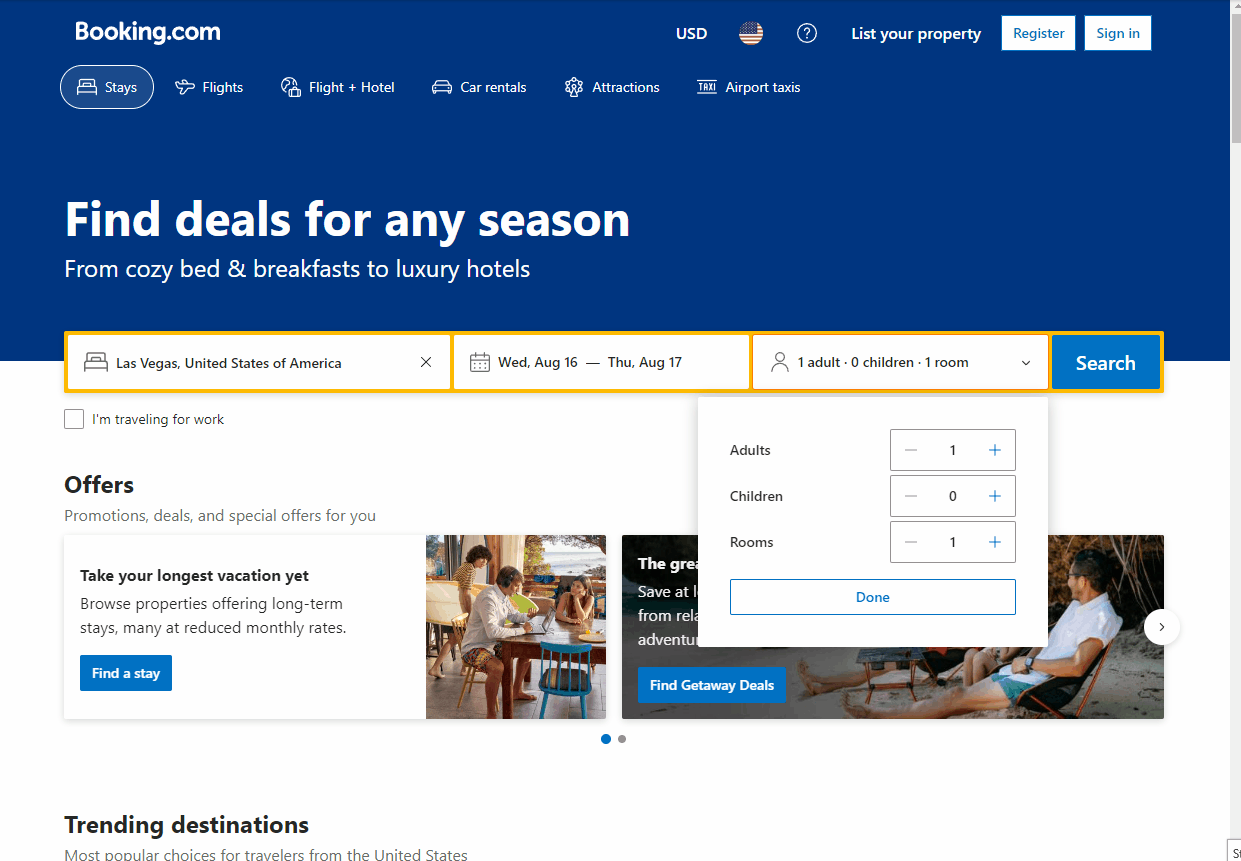 Booking.com
USD
List your property
Register
Sign in
Stays
Flights
Flight + Hotel
Car rentals
Attractions
TAXI
Airport taxis
Find deals for any season
From cozy bed & breakfasts to luxury hotels
Las Vegas, United States of America
Wed, Aug 16 — Thu, Aug 17
1 adult · 0 children · 1 room
Search
I'm traveling for work
Adults
1
Children
0
Rooms
1
Done
Offers
Promotions, deals, and special offers for you
Take your longest vacation yet
Browse properties offering long-term
stays, many at reduced monthly rates.
Find a stay
The grea
Save at l
from rela
adventu
Find Getaway Deals
Trending destinations
Most popular choices for travelers from the United States